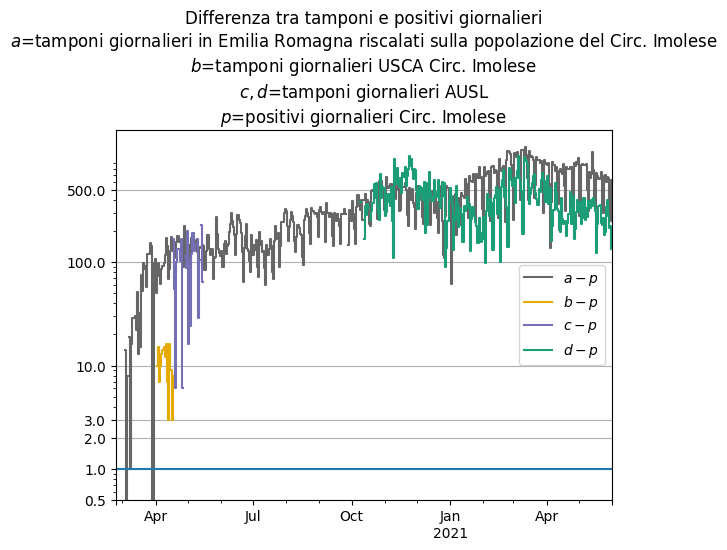 Differenza tra tamponi e positivi giornalieri
a=tamponi giornalieri in Emilia Romagna riscalati sulla popolazione del Circ. Imolese
b=tamponi giornalieri USCA Circ. Imolese
c, d=tamponi giornalieri AUSL
p=positivi giornalieri Circ. Imolese
500.0
100.0
10.0
3.0
2.0
1.0
0.5
a − p
b − p
c − p
d − p
Apr Jul Oct Jan Apr
2021